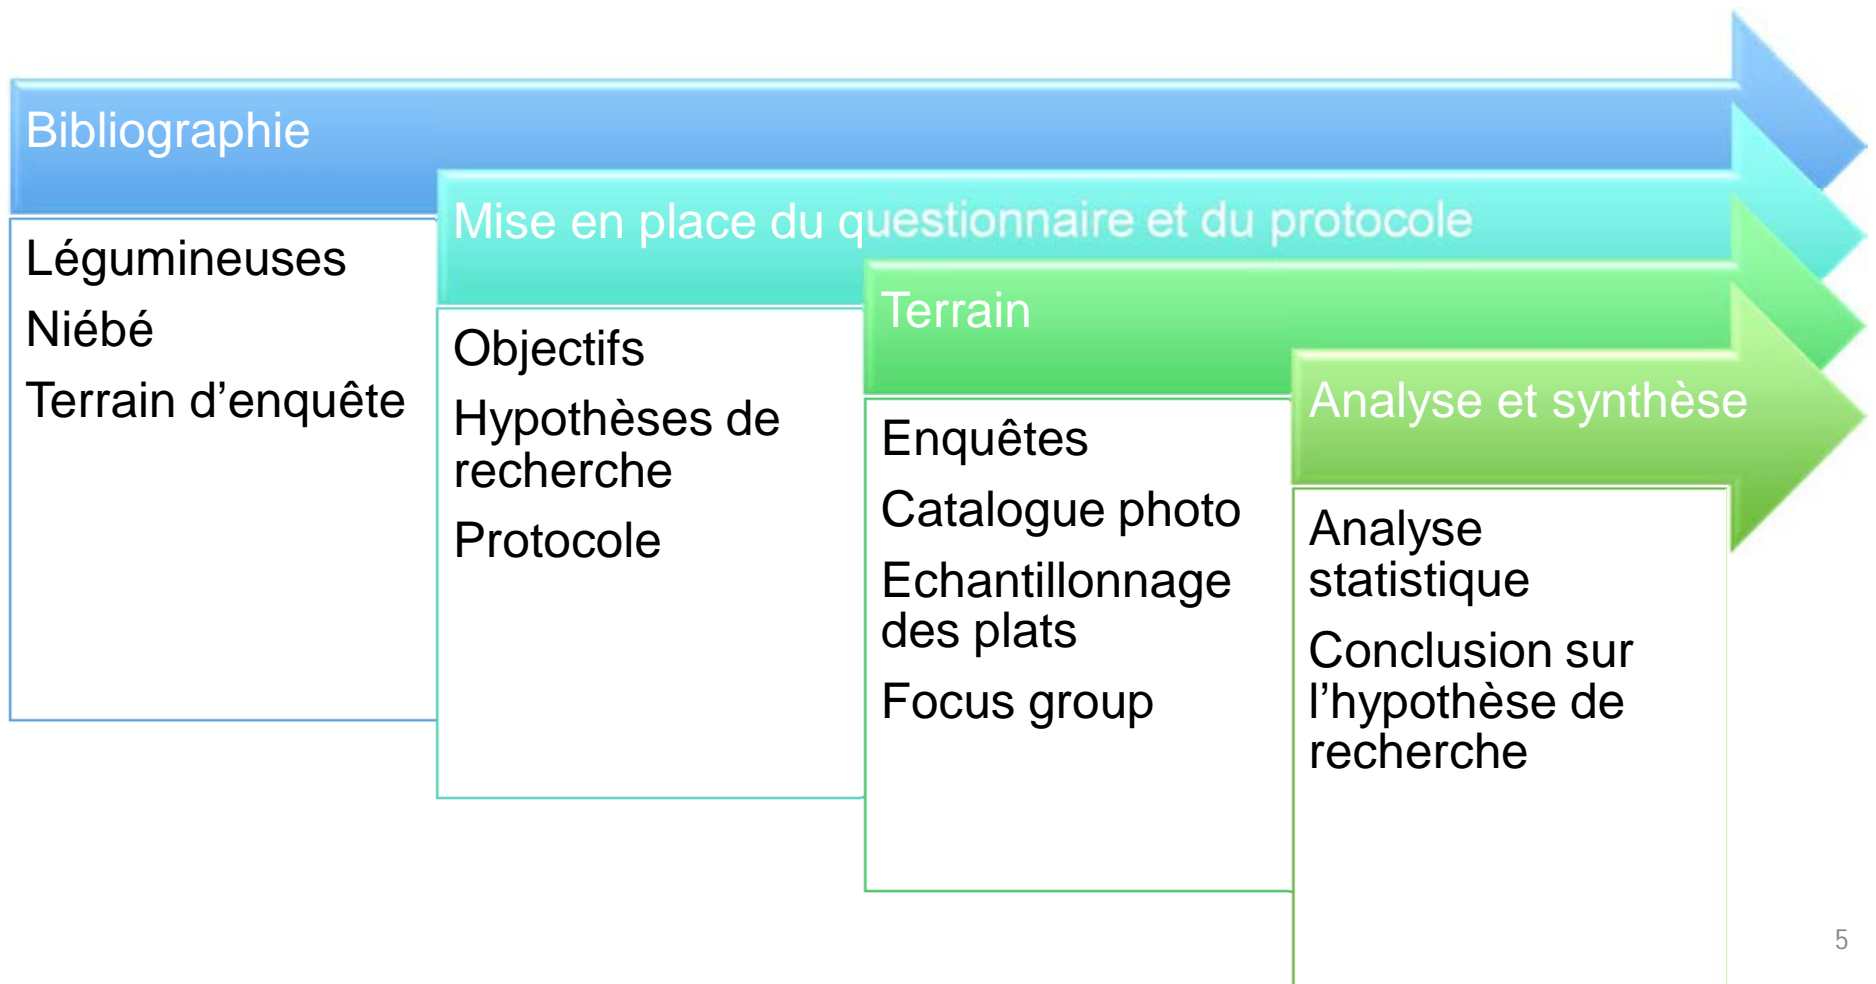 Bibliographie
Légumineuses
Niébé
Terrain d’enquête
Mise en place du questionnaire et du protocole
Objectifs
Hypothèses de
recherche
Protocole
Terrain
Enquêtes
Catalogue photo
Echantillonnage
des plats
Focus group
Analyse et synthèse
Analyse
statistique
Conclusion sur
l’hypothèse de
recherche
5